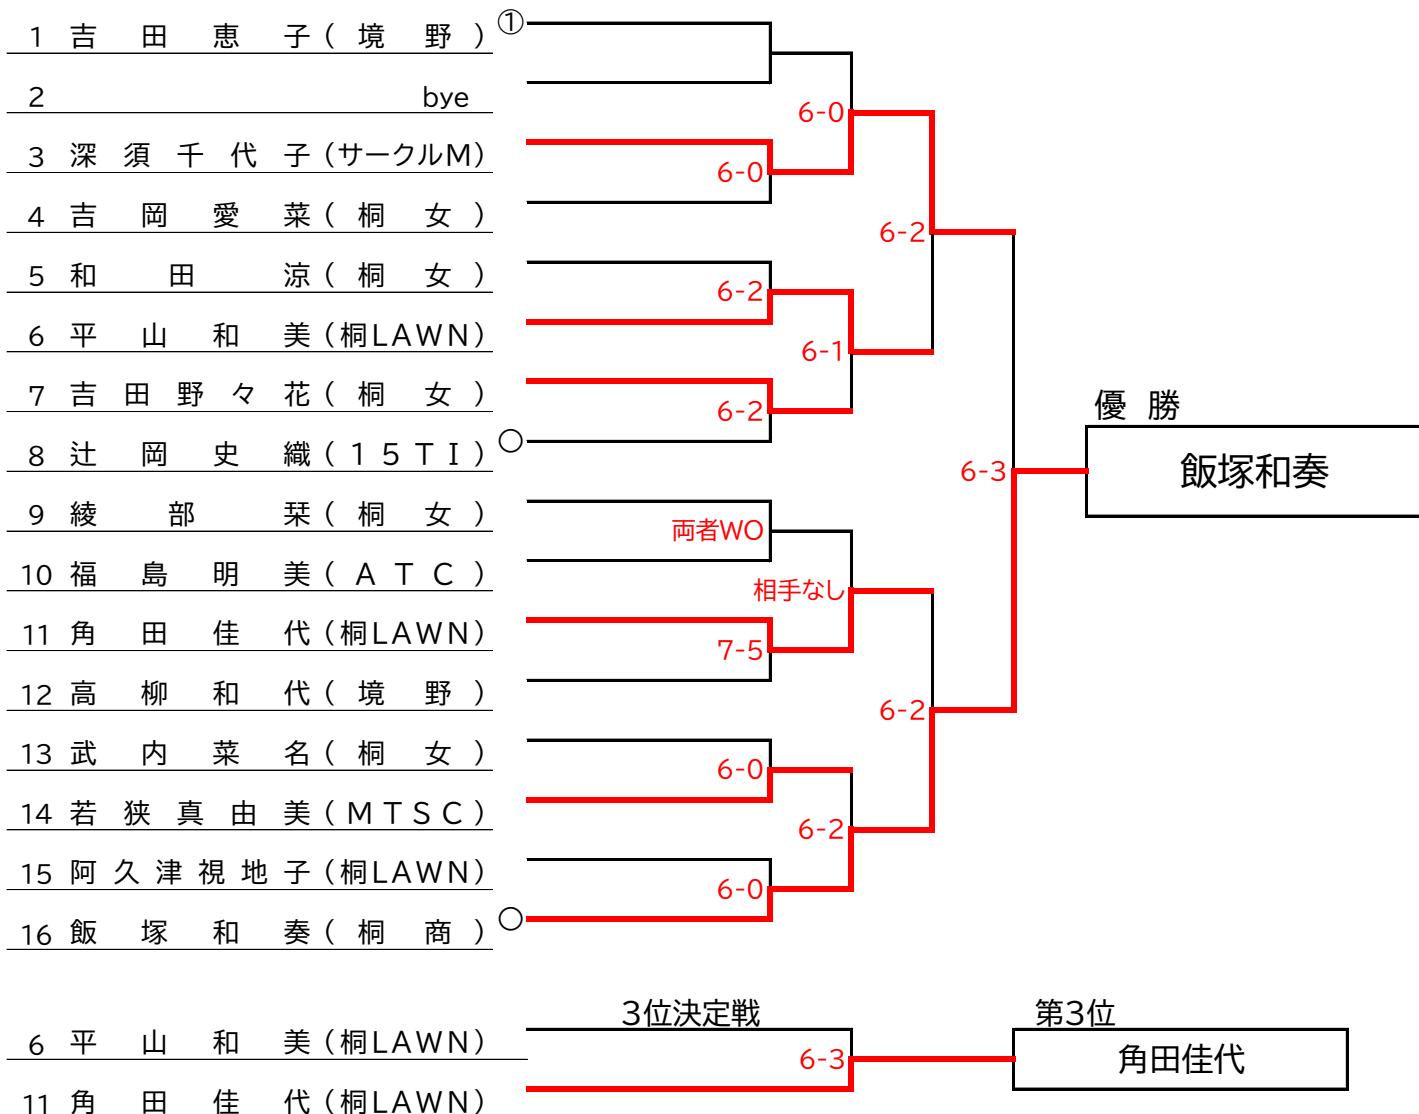 1 吉田恵子(境野) ①
2 bye
6-0
3 深須千代子(サークルM)
6-0
4 吉岡愛菜(桐女)
6-2
5 和田涼(桐女)
6-2
6 平山和美(桐LAWN)
6-1
7 吉田野々花(桐女)
6-2
優勝
8 辻岡史織(15TI) ○
6-3 飯塚和奏
9 綾部栞(桐女)
両者WO
10 福島明美(ATC)
相手なし
11 角田佳代(桐LAWN)
7-5
12 高柳和代(境野)
6-2
13 武内菜名(桐女)
6-0
14 若狭真由美(MTSC)
6-2
15 阿久津視地子(桐LAWN)
6-0
16 飯塚和奏(桐商) ○
3位決定戦 第3位
6 平山和美(桐LAWN)
6-3 角田佳代
11 角田佳代(桐LAWN)